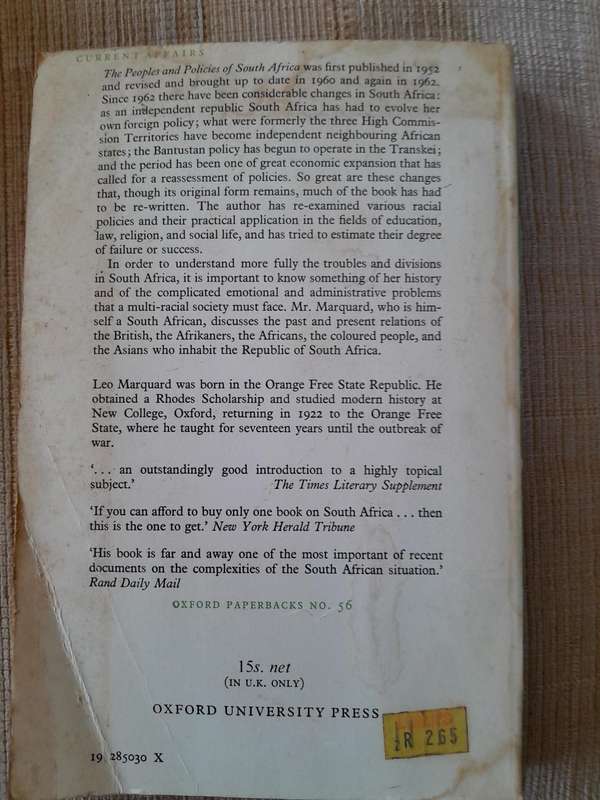 CURRENT AFFAIRS
The Peoples and Policies of South Africa was first published in 1952
and revised and brought up to date in 1960 and again in 1962.
Since 1962 there have been considerable changes in South Africa:
as an independent republic South Africa has had to evolve her
own foreign policy; what were formerly the three High Commis-
sion Territories have become independent neighbouring African
states; the Bantustan policy has begun to operate in the Transkei;
and the period has been one of great economic expansion that has
called for a reassessment of policies. So great are these changes
that, though its original form remains, much of the book has had
to be re-written. The author has re-examined various racial
policies and their practical application in the fields of education,
law, religion, and social life, and has tried to estimate their degree
of failure or success.
In order to understand more fully the troubles and divisions
in South Africa, it is important to know something of her history
and of the complicated emotional and administrative problems
that a multi-racial society must face. Mr. Marquard, who is him-
self a South African, discusses the past and present relations of
the British, the Afrikaners, the Africans, the coloured people, and
the Asians who inhabit the Republic of South Africa.
Leo Marquard was born in the Orange Free State Republic. He
obtained a Rhodes Scholarship and studied modern history at
New College, Oxford, returning in 1922 to the Orange Free
State, where he taught for seventeen years until the outbreak of
war.
‘. . . an outstandingly good introduction to a highly topical
subject.’ The Times Literary Supplement
‘If you can afford to buy only one book on South Africa . . . then
this is the one to get.’ New York Herald Tribune
‘His book is far and away one of the most important of recent
documents on the complexities of the South African situation.’
Rand Daily Mail
OXFORD PAPERBACKS NO. 56
15s. net
(IN U.K. ONLY)
OXFORD UNIVERSITY PRESS
R 265
19 285030 X